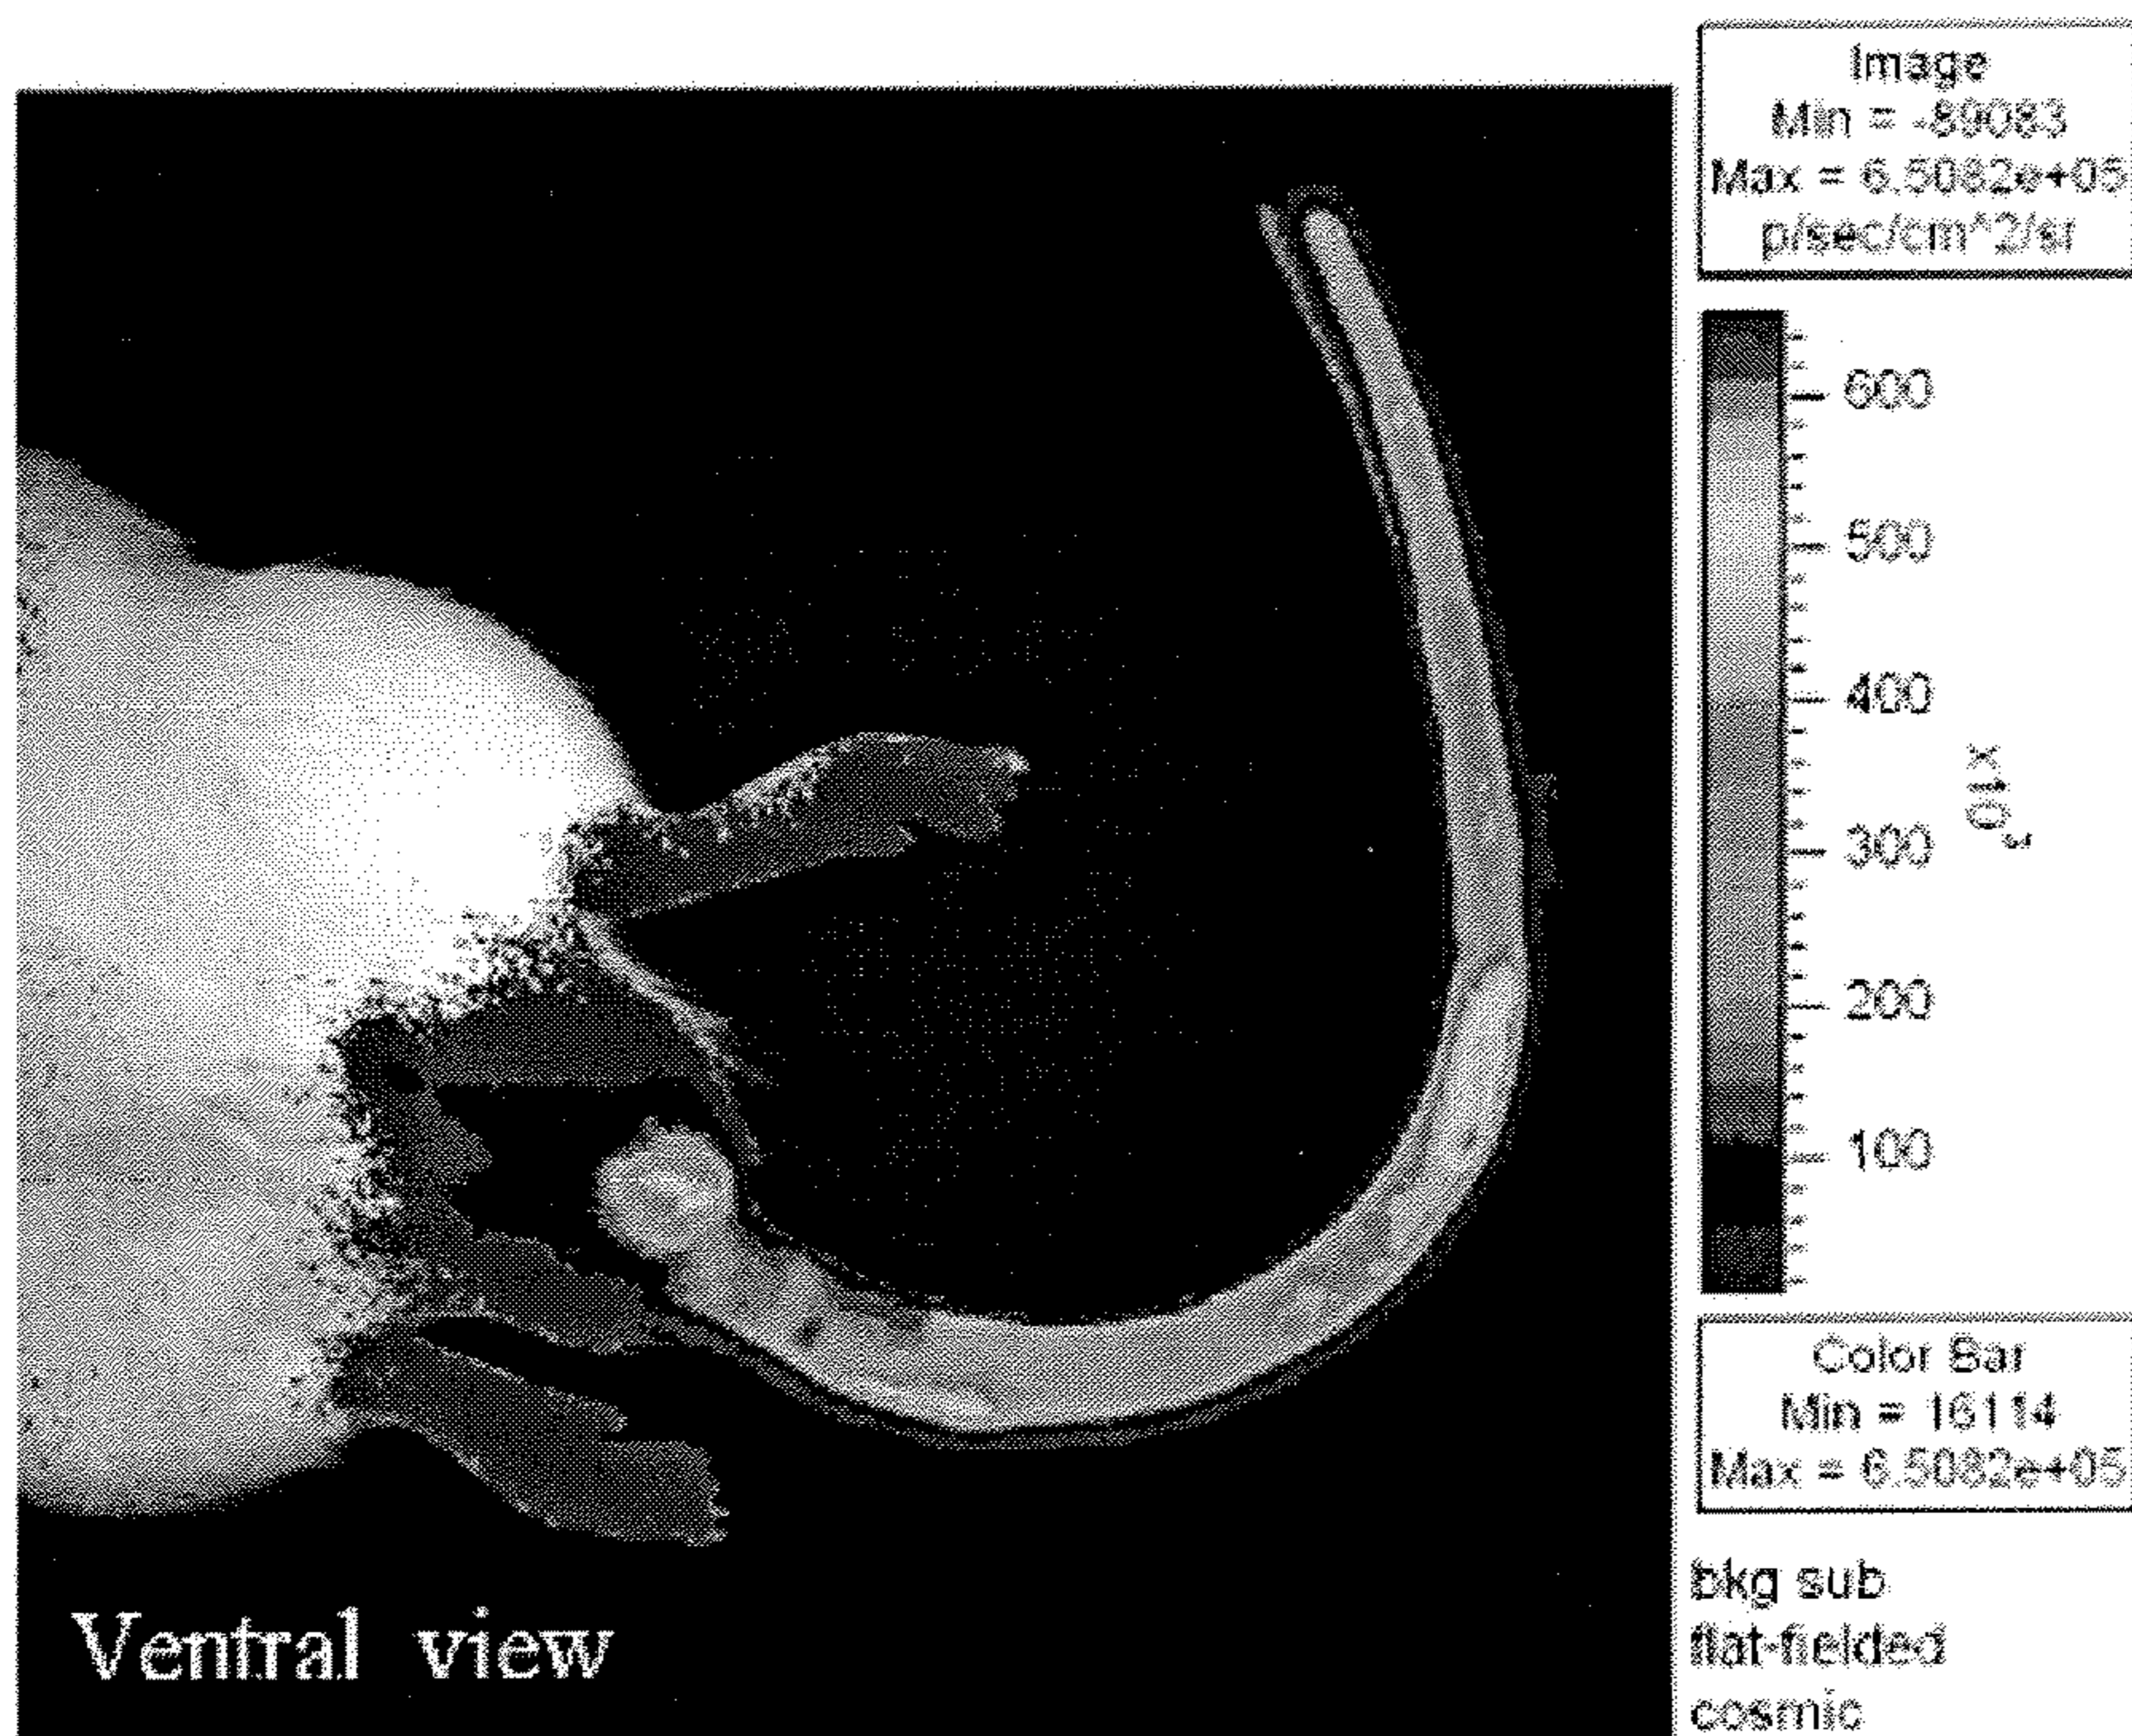 Image
Min = -89083
Max = 6.5082e+05
p/sec/cm^2/sr
600
500
400
300
200
100
x10^3
Color Bar
Min = 16114
Max = 6.5082e+05
bkg sub
flat-fielded
cosmic
Ventral view